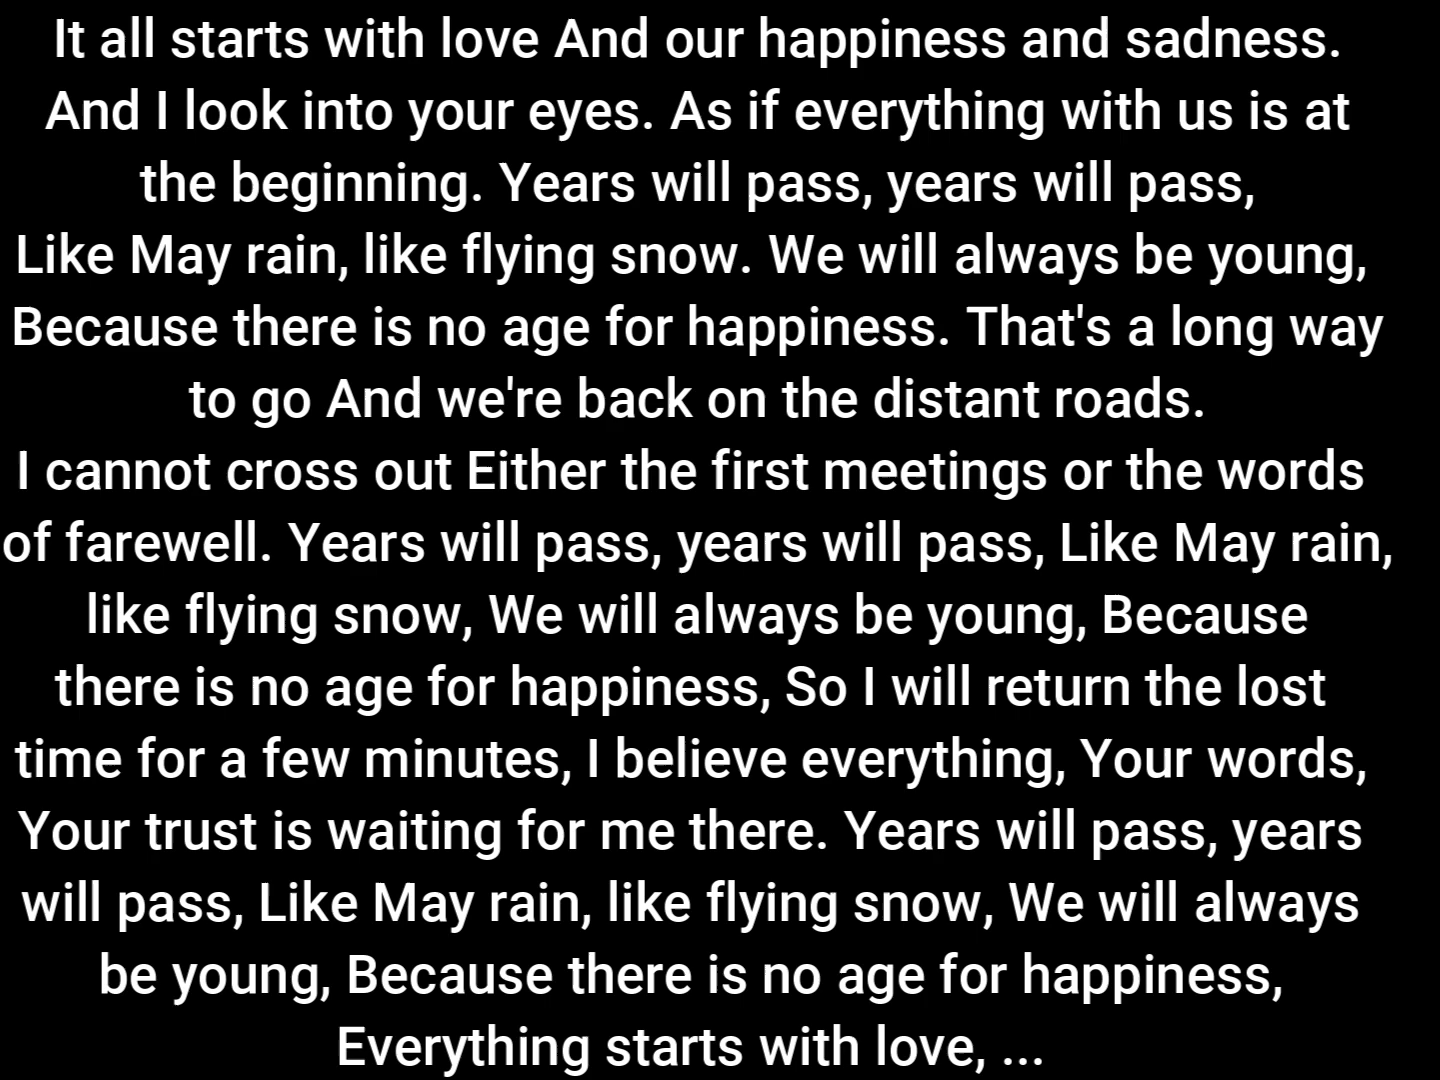 It all starts with love And our happiness and sadness.
And I look into your eyes. As if everything with us is at
the beginning. Years will pass, years will pass,
Like May rain, like flying snow. We will always be young,
Because there is no age for happiness. That's a long way
to go And we're back on the distant roads.
I cannot cross out Either the first meetings or the words
of farewell. Years will pass, years will pass, Like May rain,
like flying snow, We will always be young, Because
there is no age for happiness, So I will return the lost
time for a few minutes, I believe everything, Your words,
Your trust is waiting for me there. Years will pass, years
will pass, Like May rain, like flying snow, We will always
be young, Because there is no age for happiness,
Everything starts with love, ...